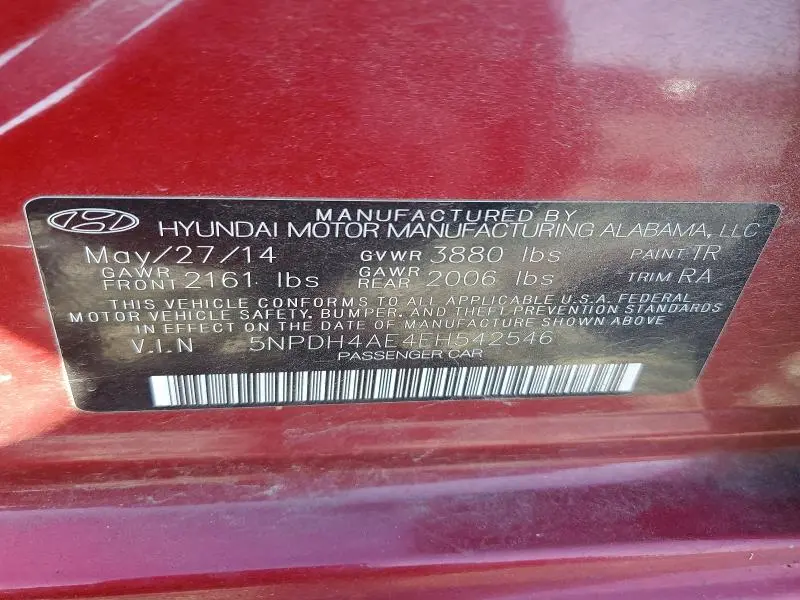 MANUFACTURED BY
HYUNDAI MOTOR MANUFACTURING ALABAMA, LLC
May/27/14 GVWR 3880 lbs PAINT TR
GAWR FRONT 2161 lbs GAWR REAR 2006 lbs TRIM RA
THIS VEHICLE CONFORMS TO ALL APPLICABLE U.S.A. FEDERAL
MOTOR VEHICLE SAFETY, BUMPER, AND THEFT PREVENTION STANDARDS
IN EFFECT ON THE DATE OF MANUFACTURE SHOWN ABOVE
V.I.N 5NPDH4AE4EH542546
PASSENGER CAR